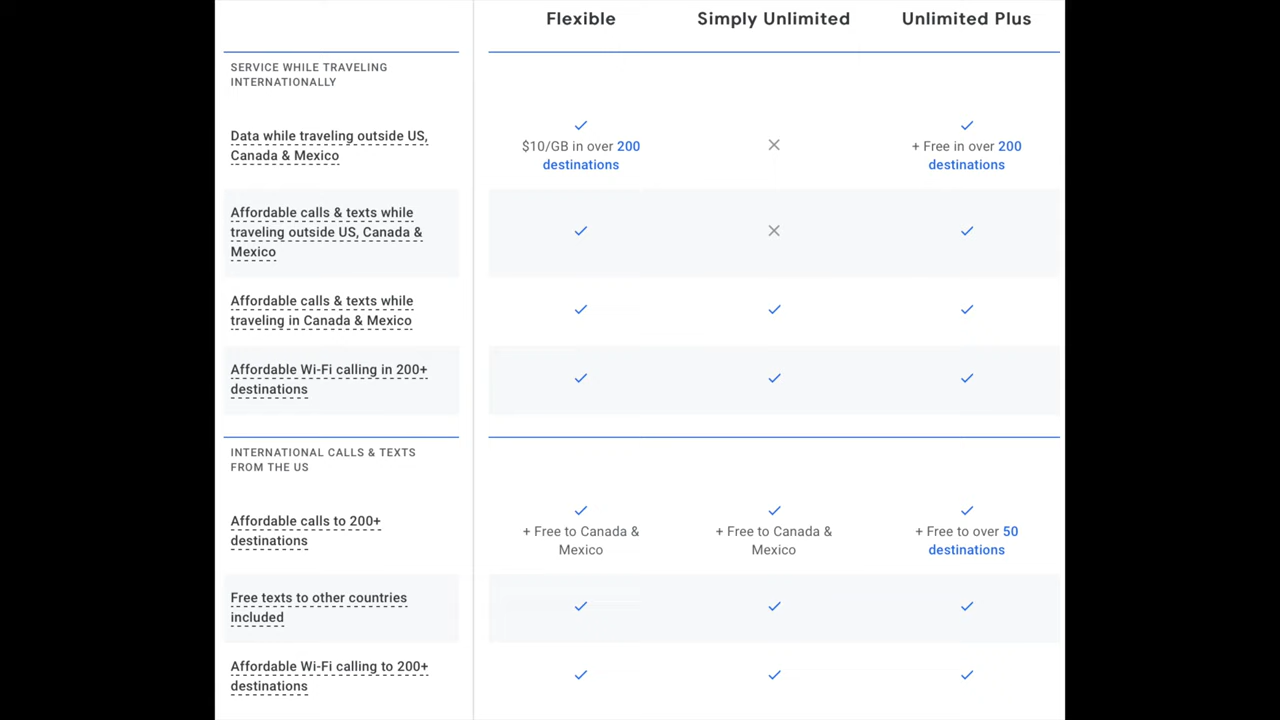 Flexible
Simply Unlimited
Unlimited Plus
SERVICE WHILE TRAVELING
INTERNATIONALLY
Data while traveling outside US,
Canada & Mexico
$10/GB in over 200
destinations
+ Free in over 200
destinations
Affordable calls & texts while
traveling outside US, Canada &
Mexico
Affordable calls & texts while
traveling in Canada & Mexico
Affordable Wi-Fi calling in 200+
destinations
INTERNATIONAL CALLS & TEXTS
FROM THE US
Affordable calls to 200+
destinations
+ Free to Canada &
Mexico
+ Free to Canada &
Mexico
+ Free to over 50
destinations
Free texts to other countries
included
Affordable Wi-Fi calling to 200+
destinations